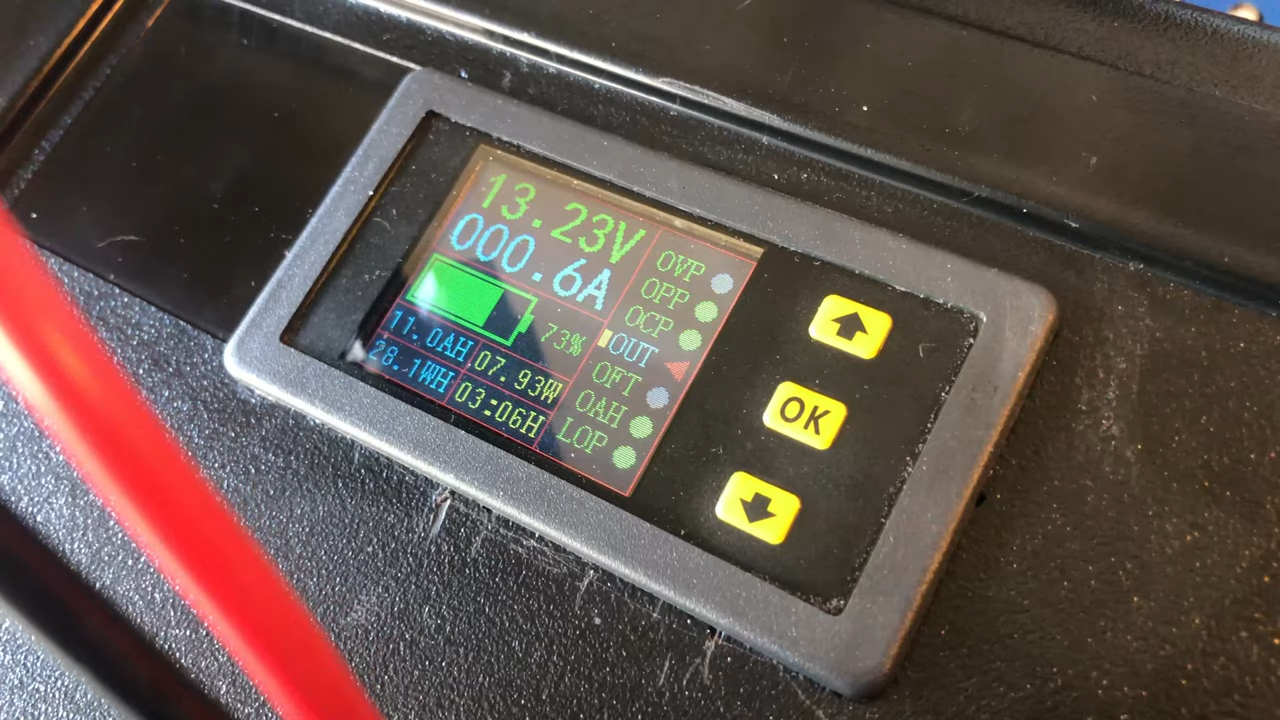 13.23V
000.6A
73%
11.0AH
07.93W
28.1WH
03:06H
OVP
OPP
OCP
OUT
OFT
OAH
LOP
OK